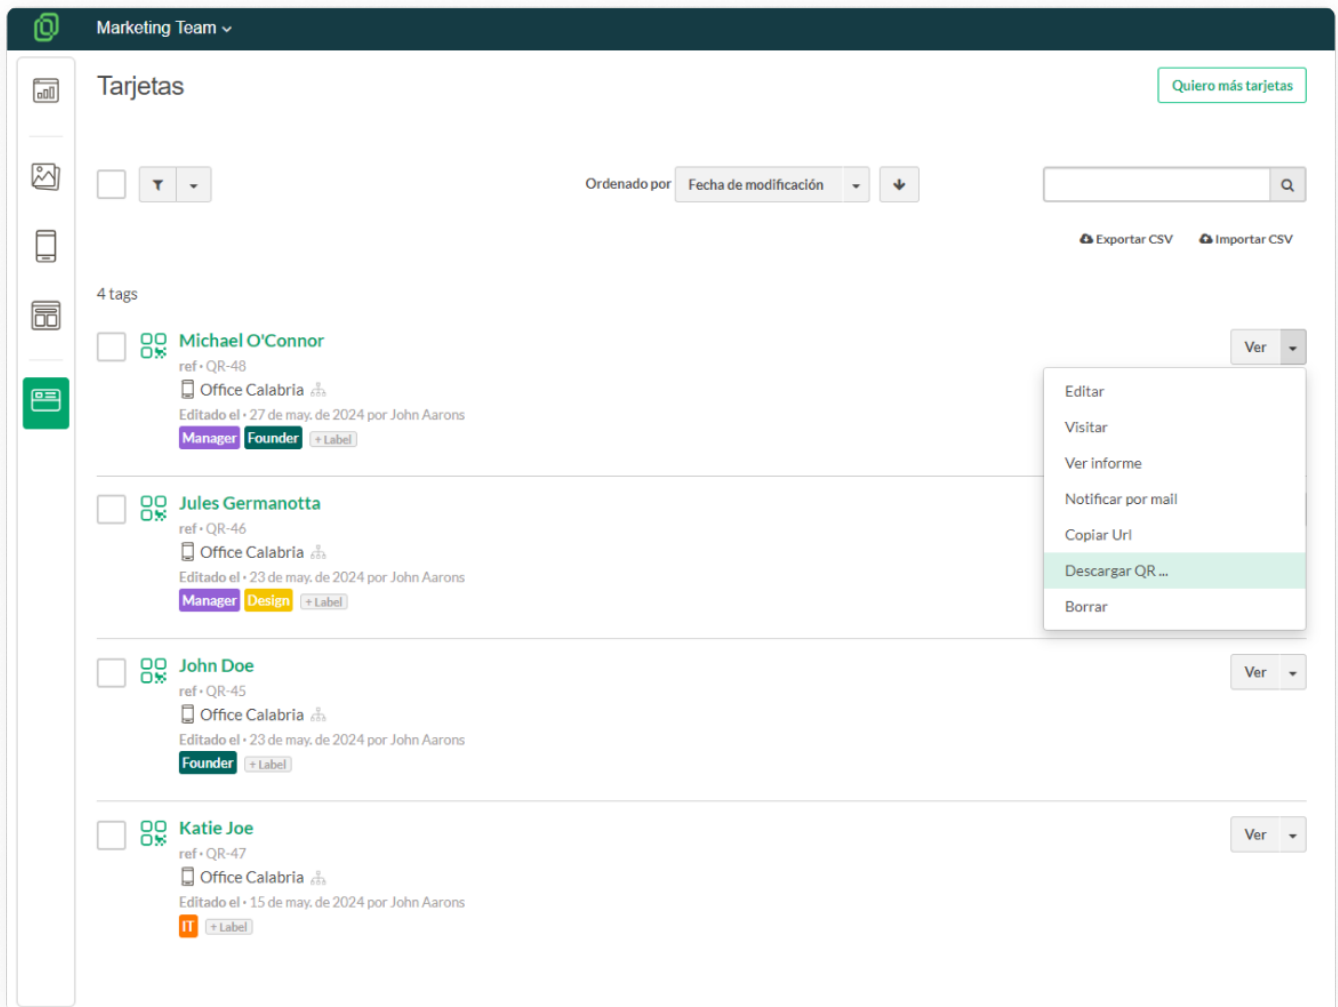 Marketing Team
Tarjetas
Quiero más tarjetas
Ordenado por Fecha de modificación
Exportar CSV Importar CSV
4 tags
Michael O'Connor
Ver
ref • QR-48
Office Calabria
Editado el • 27 de may. de 2024 por John Aarons
Manager Founder + Label
Editar
Visitar
Ver informe
Notificar por mail
Copiar Url
Descargar QR ...
Borrar
Jules Germanotta
ref • QR-46
Office Calabria
Editado el • 23 de may. de 2024 por John Aarons
Manager Design + Label
John Doe
Ver
ref • QR-45
Office Calabria
Editado el • 23 de may. de 2024 por John Aarons
Founder + Label
Katie Joe
Ver
ref • QR-47
Office Calabria
Editado el • 15 de may. de 2024 por John Aarons
IT + Label